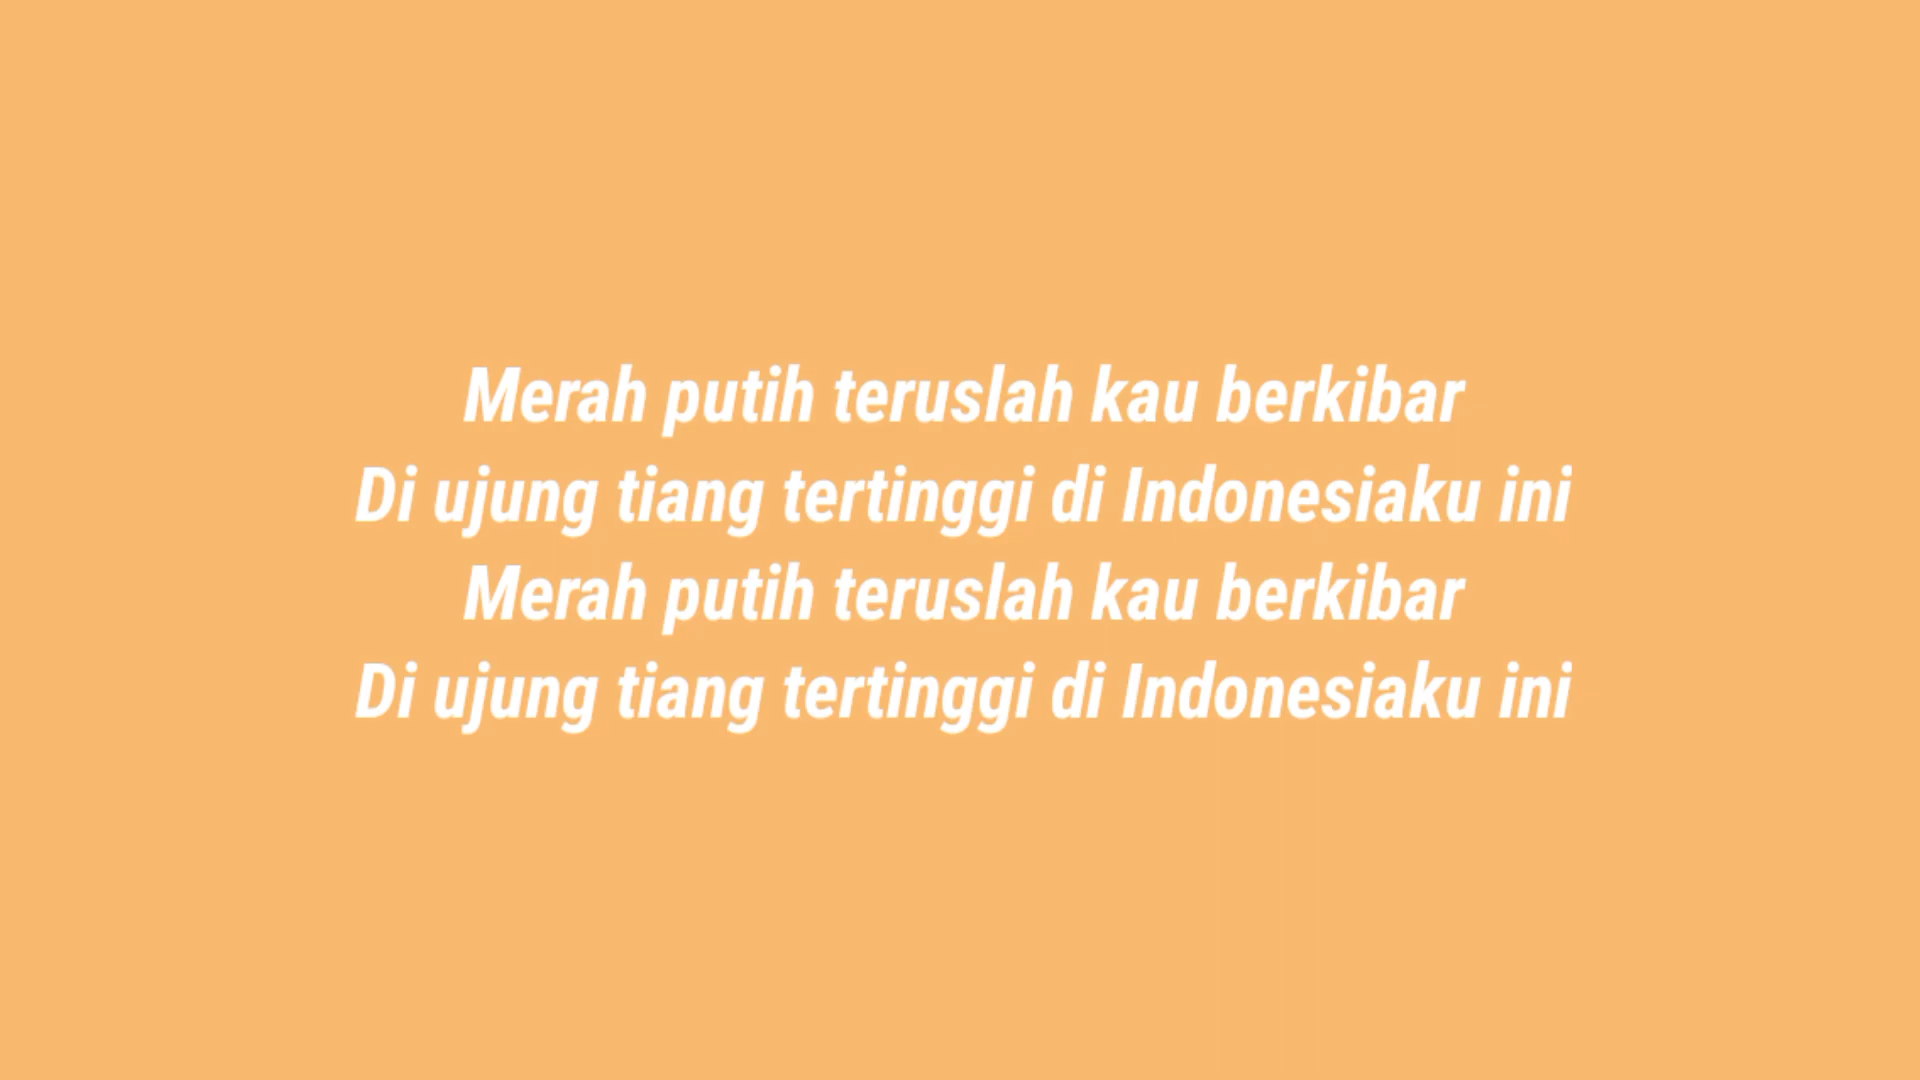 Merah putih teruslah kau berkibar
Di ujung tiang tertinggi di Indonesiaku ini
Merah putih teruslah kau berkibar
Di ujung tiang tertinggi di Indonesiaku ini